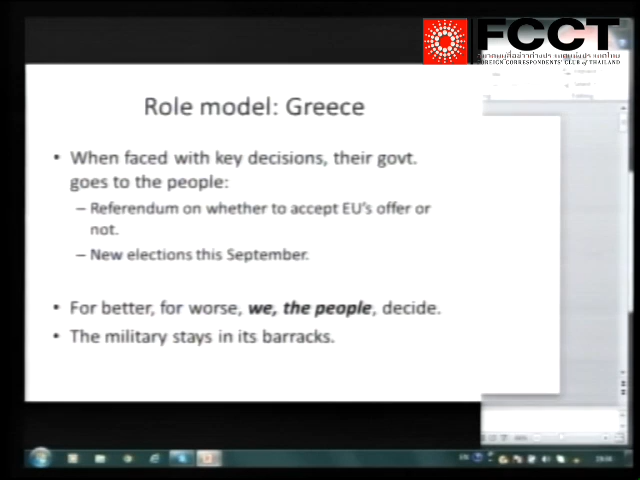 FCCT
FOREIGN CORRESPONDENTS' CLUB of THAILAND
Role model: Greece
• When faced with key decisions, their govt.
goes to the people:
– Referendum on whether to accept EU's offer or
not.
– New elections this September.
• For better, for worse, we, the people, decide.
• The military stays in its barracks.